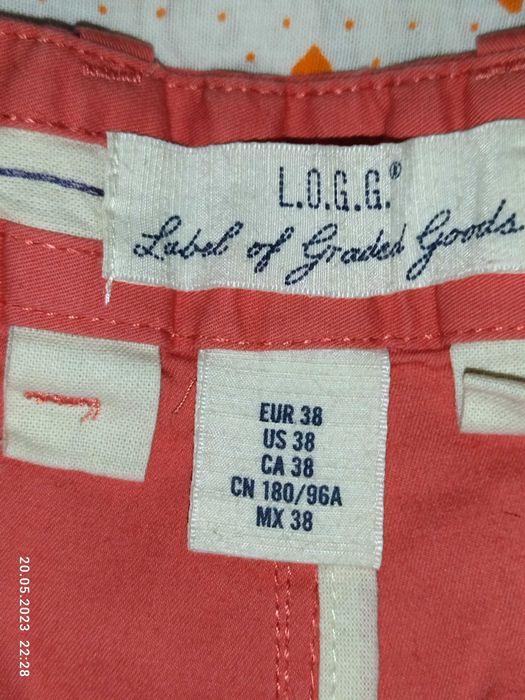 L.O.G.G.®
Label of Graded Goods
EUR 38
US 38
CA 38
CN 180/96A
MX 38
20.05.2023 22:28